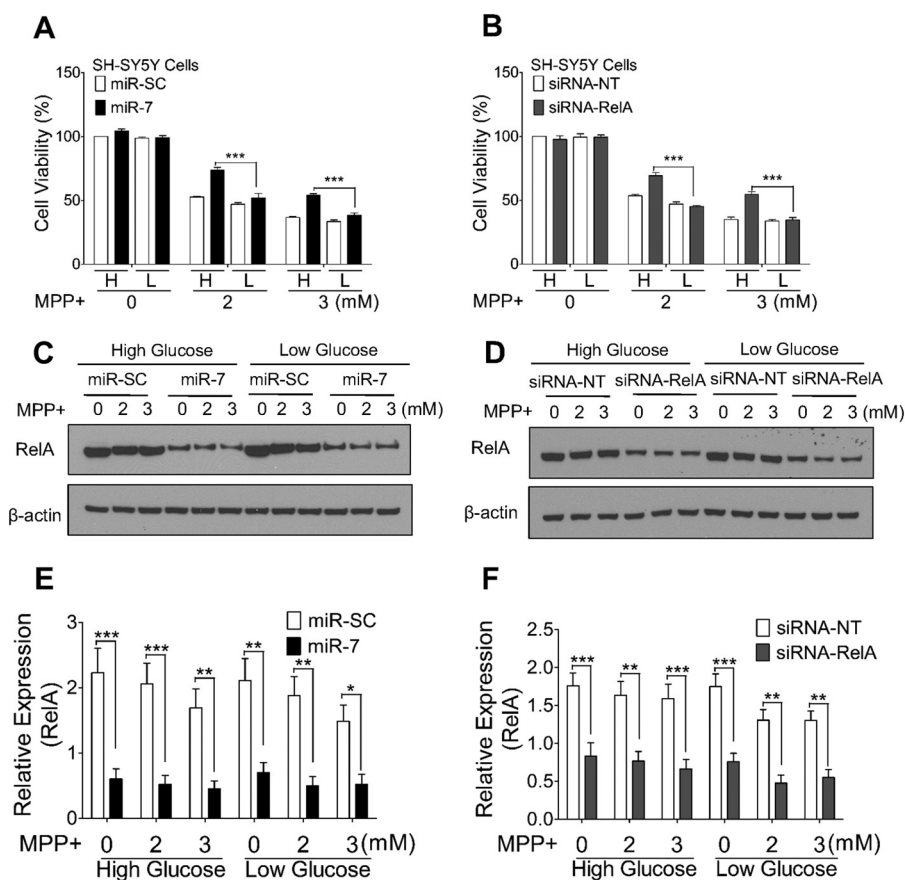 A
SH-SY5Y Cells
miR-SC
miR-7
Cell Viability (%)
150
100
50
0
***
***
H L H L H L
MPP+ 0 2 3 (mM)
B
SH-SY5Y Cells
siRNA-NT
siRNA-RelA
Cell Viability (%)
150
100
50
0
***
***
H L H L H L
MPP+ 0 2 3 (mM)
C
High Glucose Low Glucose
miR-SC miR-7 miR-SC miR-7
MPP+ 0 2 3 0 2 3 0 2 3 0 2 3 (mM)
RelA
β-actin
D
High Glucose Low Glucose
siRNA-NT siRNA-RelA siRNA-NT siRNA-RelA
MPP+ 0 2 3 0 2 3 0 2 3 0 2 3 (mM)
RelA
β-actin
E
miR-SC
miR-7
Relative Expression
(RelA)
3
2
1
0
*** *** ** ** ** *
MPP+ 0 2 3 0 2 3 (mM)
High Glucose Low Glucose
F
siRNA-NT
siRNA-RelA
Relative Expression
(RelA)
2.5
2.0
1.5
1.0
0.5
0.0
*** ** *** *** ** **
MPP+ 0 2 3 0 2 3 (mM)
High Glucose Low Glucose